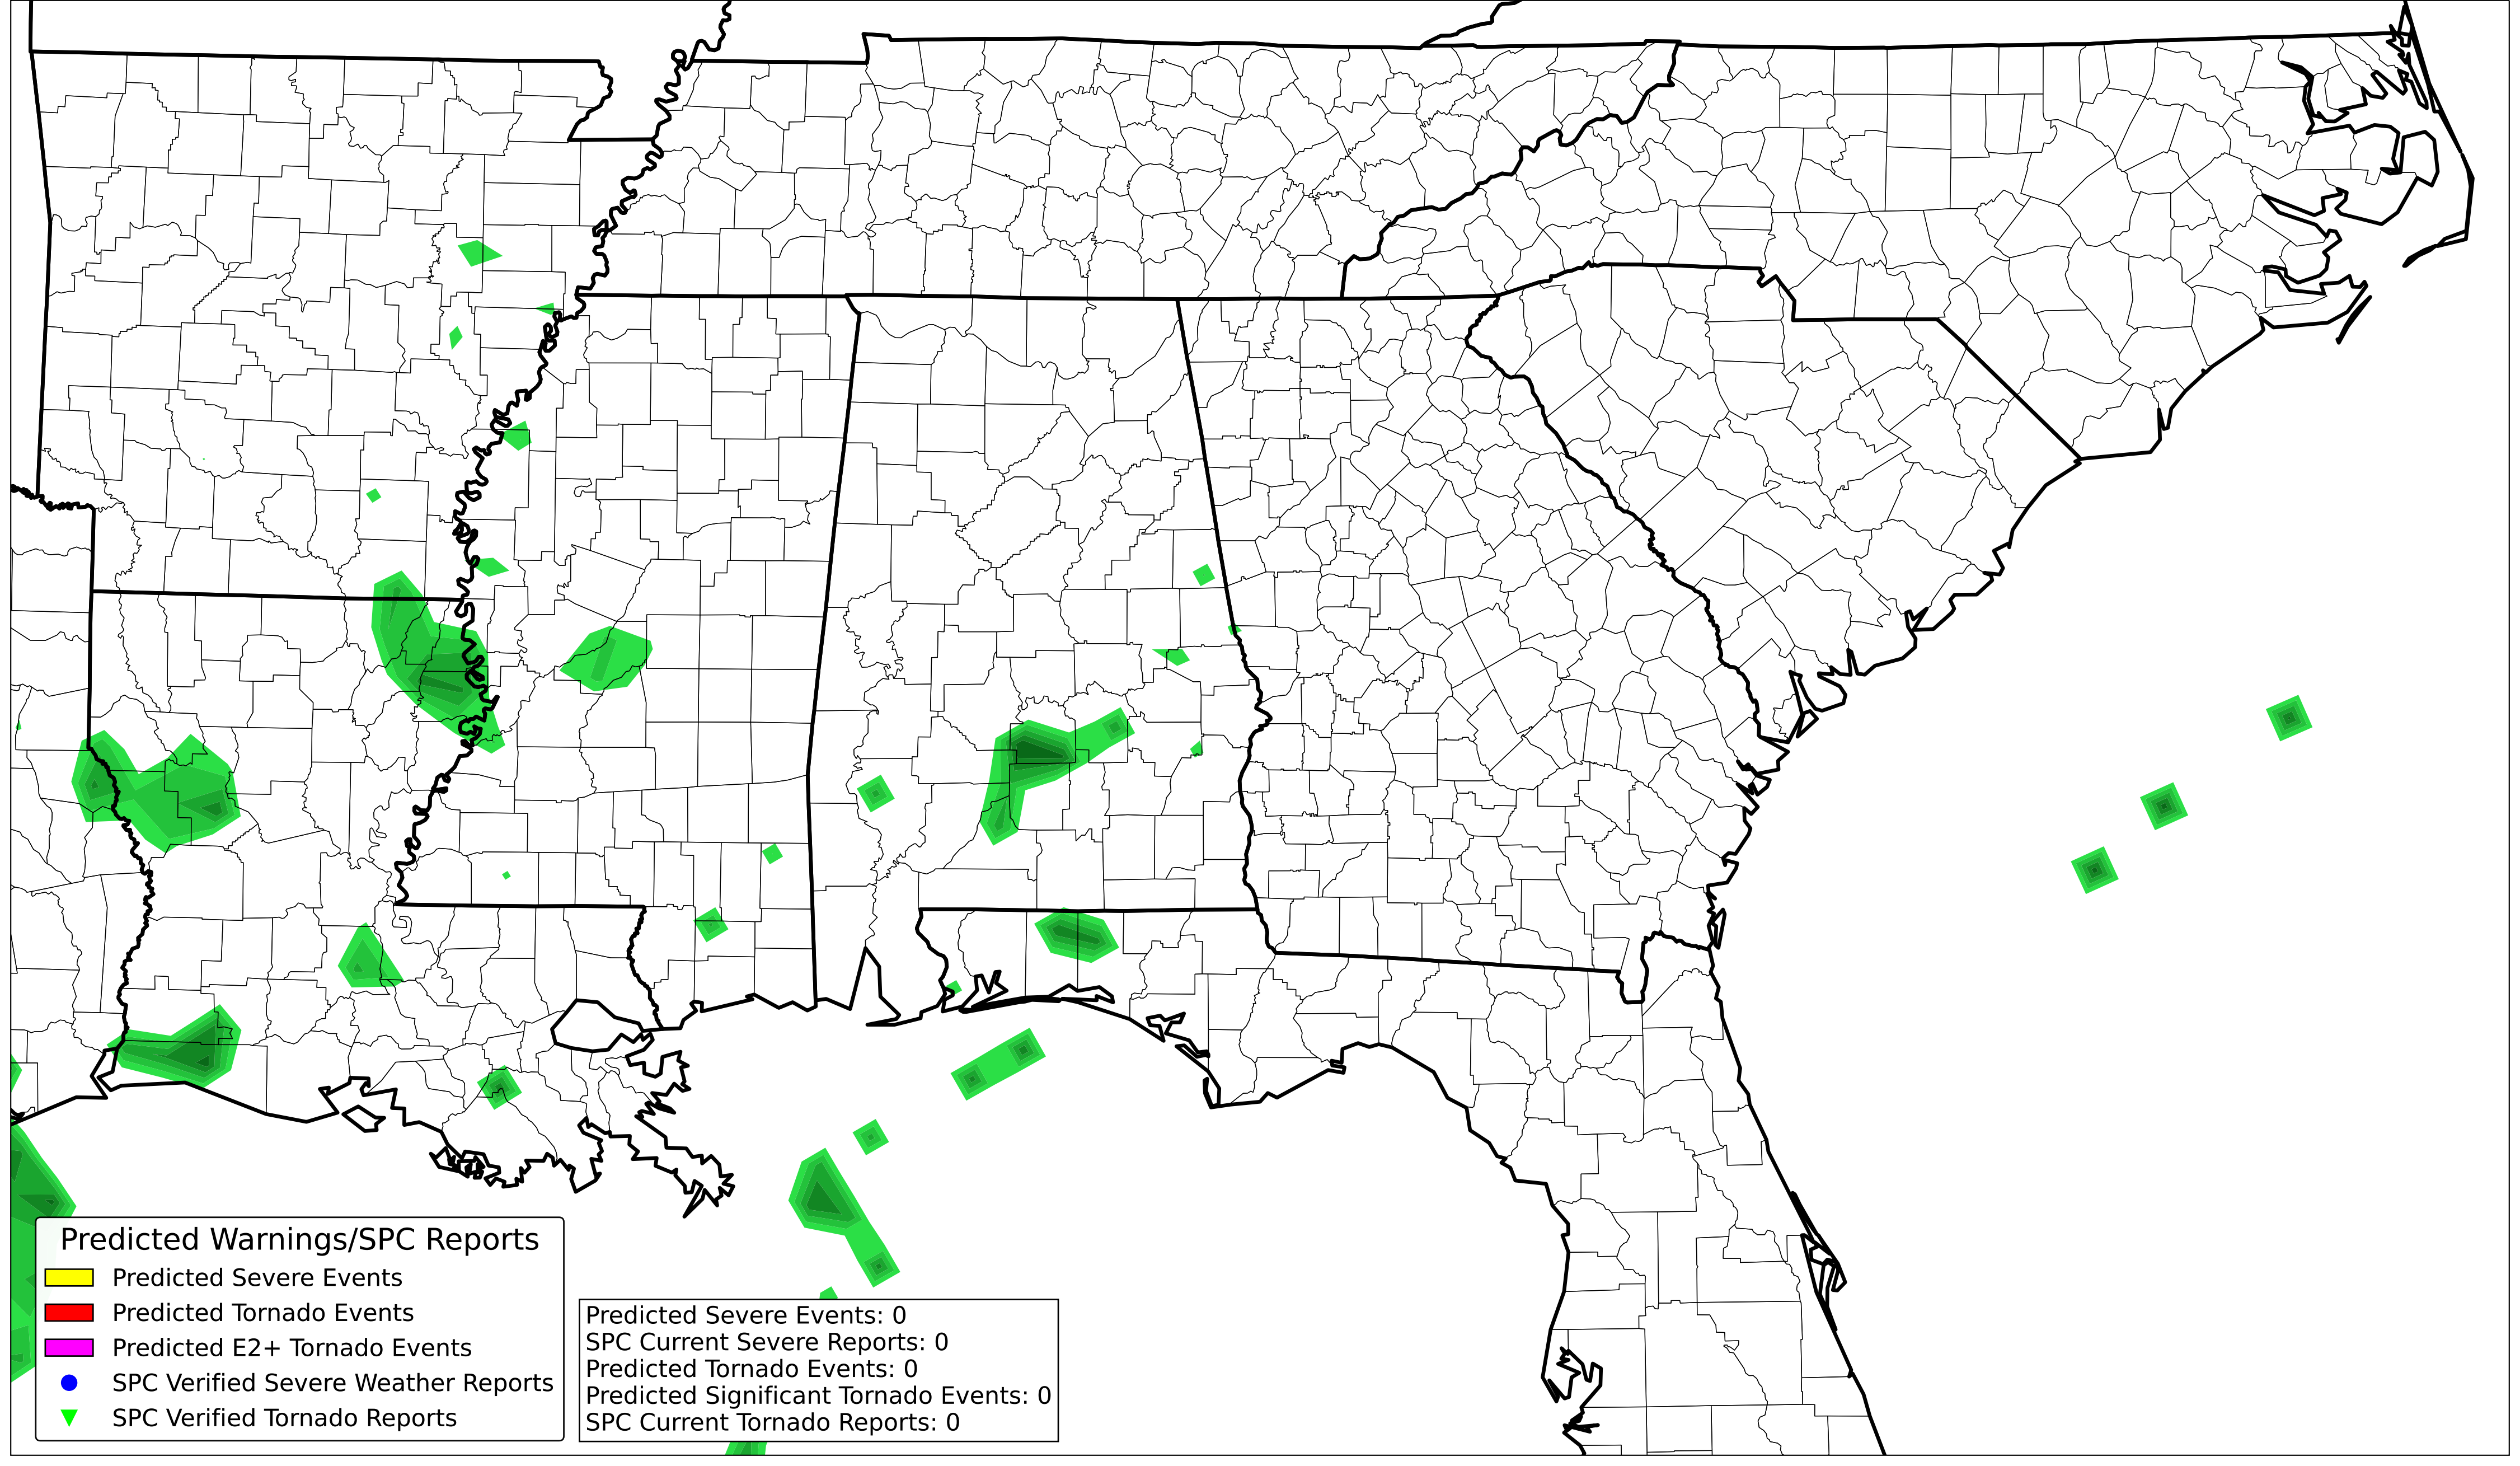 Predicted Warnings/SPC Reports
Predicted Severe Events
Predicted Tornado Events
Predicted E2+ Tornado Events
SPC Verified Severe Weather Reports
SPC Verified Tornado Reports
Predicted Severe Events: 0
SPC Current Severe Reports: 0
Predicted Tornado Events: 0
Predicted Significant Tornado Events: 0
SPC Current Tornado Reports: 0